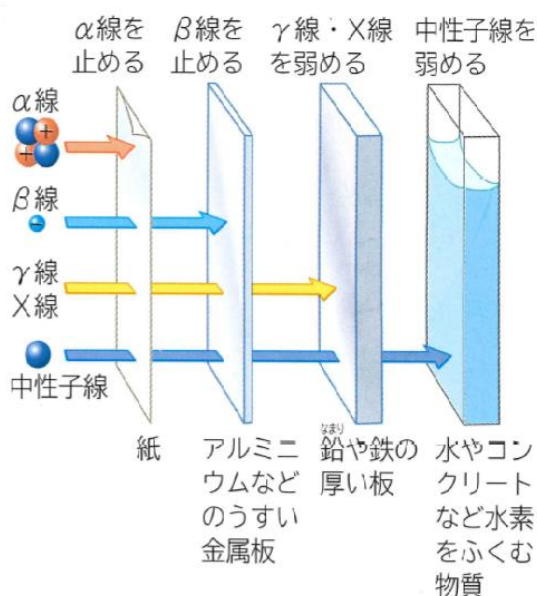 α線を
止める
β線を
止める
γ線・X線
を弱める
中性子線を
弱める
α線
+
+
β線
-
γ線
X線
中性子線
紙
アルミニ
ウムなど
のうすい
金属板
なまり
鉛や鉄の
厚い板
水やコン
クリート
など水素
をふくむ
物質